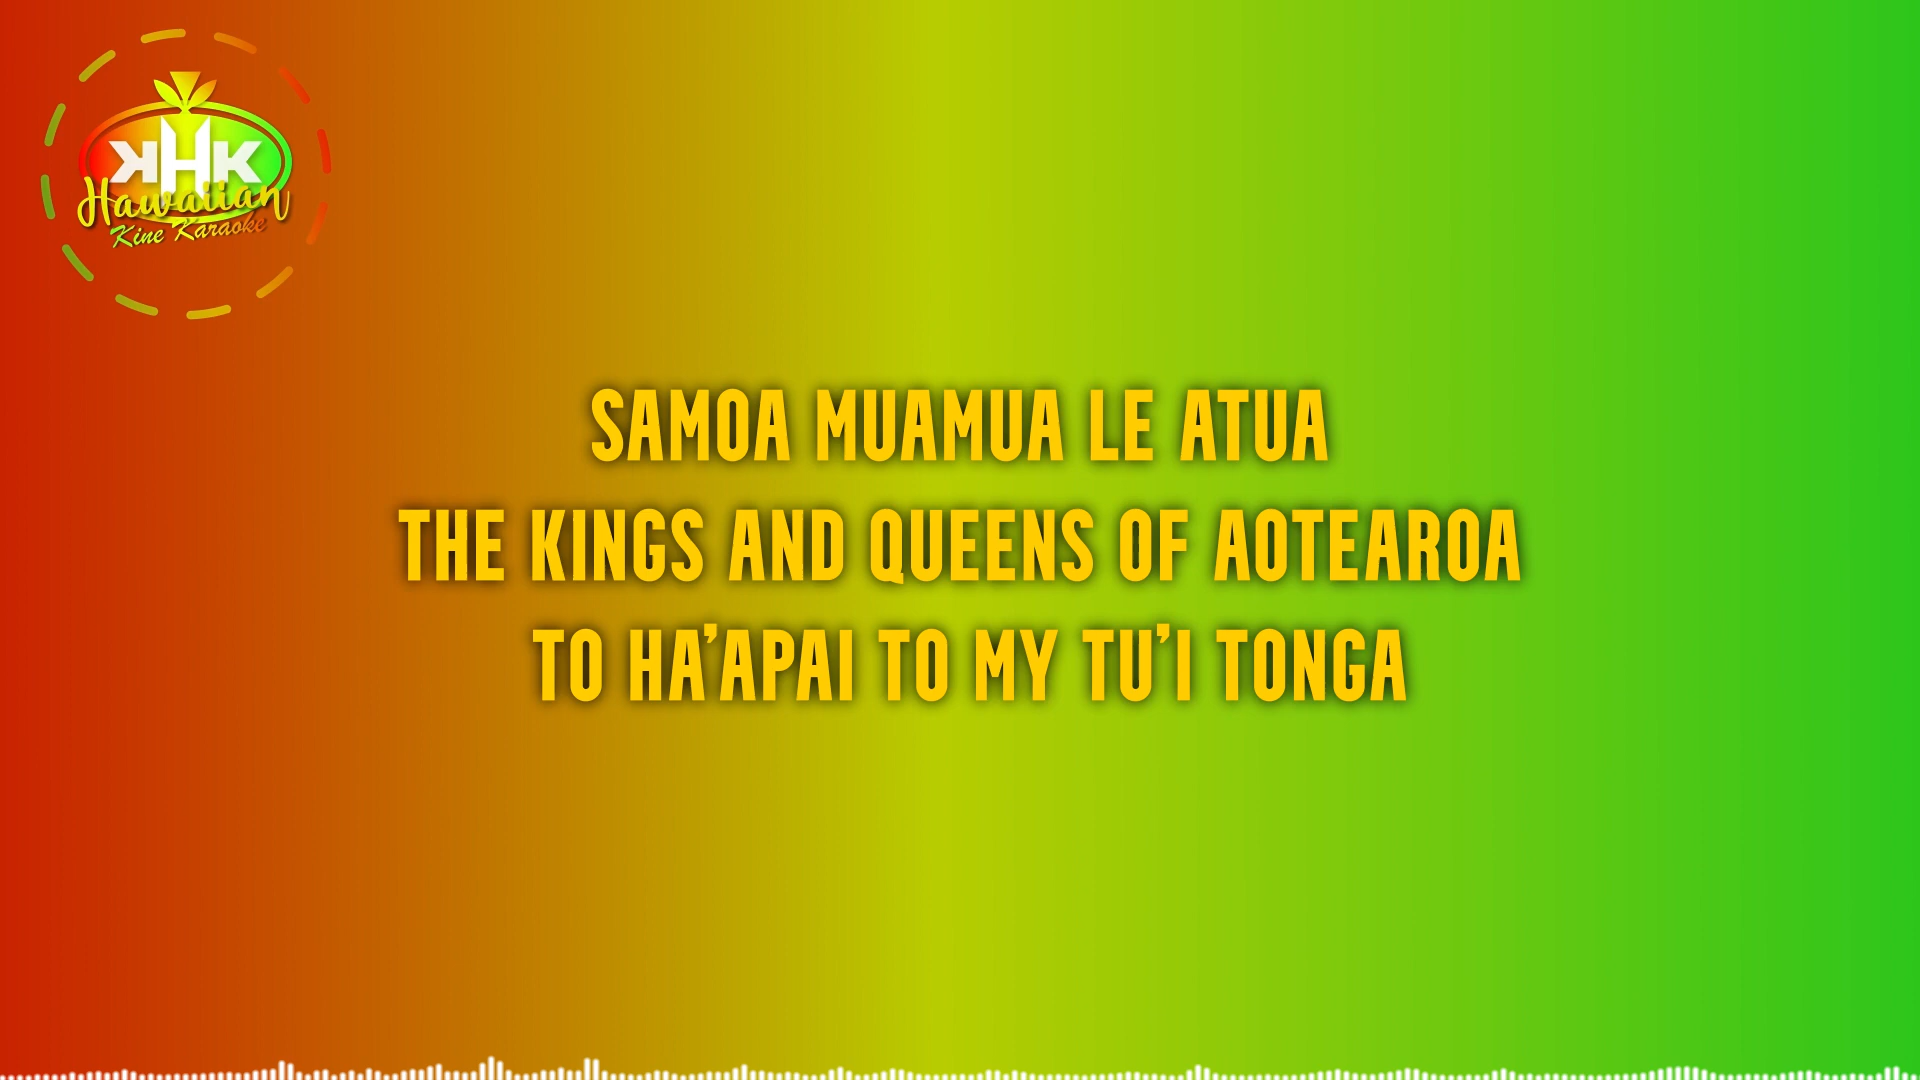 KHK
Hawaiian
Kine Karaoke
SAMOA MUAMUA LE ATUA
THE KINGS AND QUEENS OF AOTEAROA
TO HA’APAI TO MY TU’I TONGA